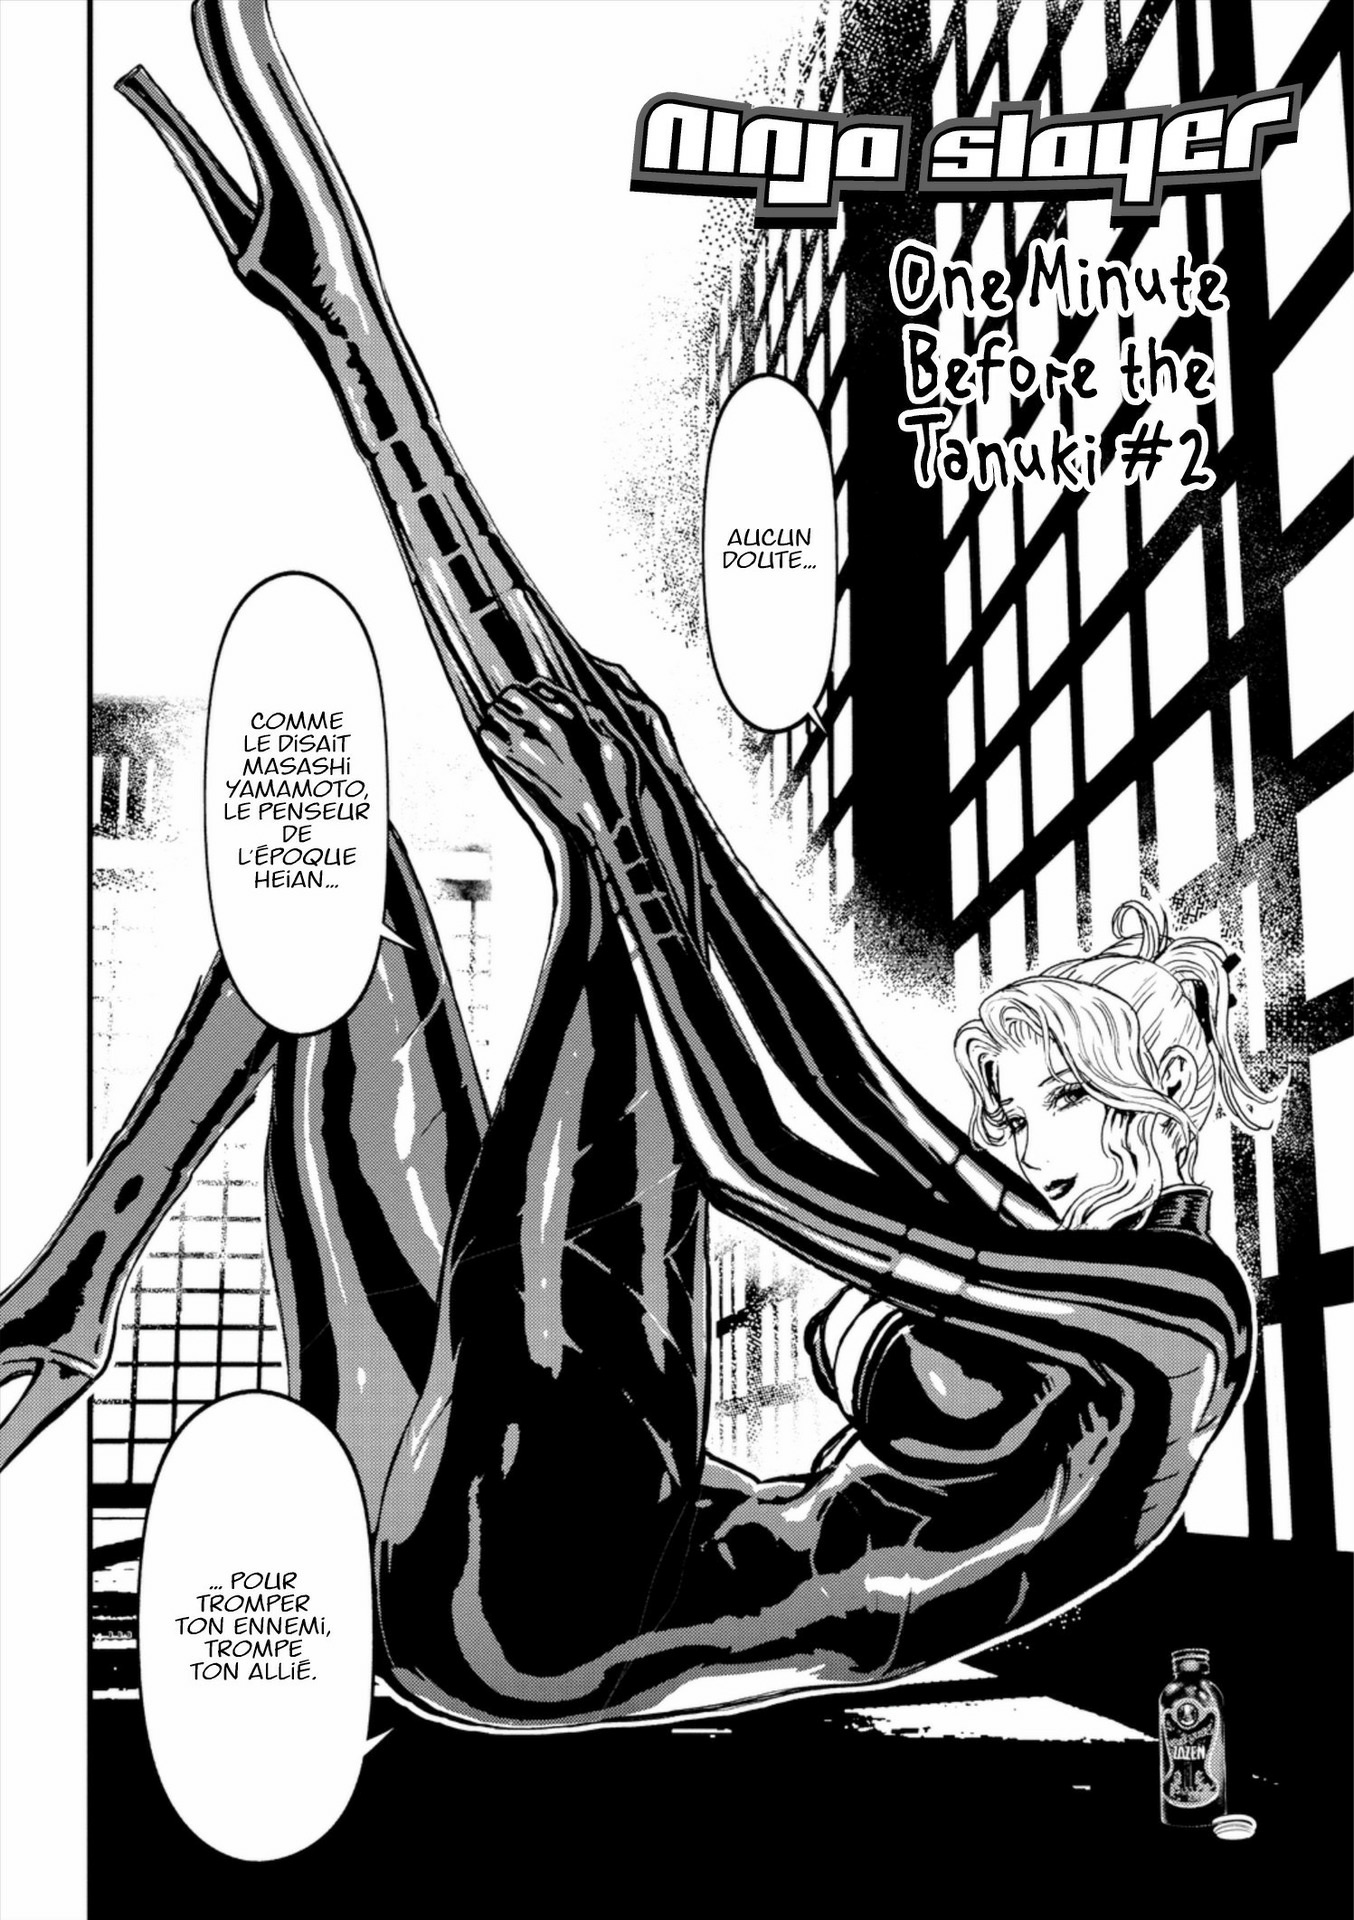 ninja slayer
One Minute
Before the
Tanuki #2
AUCUN
DOUTE...
COMME
LE DISAIT
MASASHI
YAMAMOTO,
LE PENSEUR
DE
L'ÉPOQUE
HEIAN...
... POUR
TROMPER
TON ENNEMI,
TROMPE
TON ALLIÉ.
ZAZEN